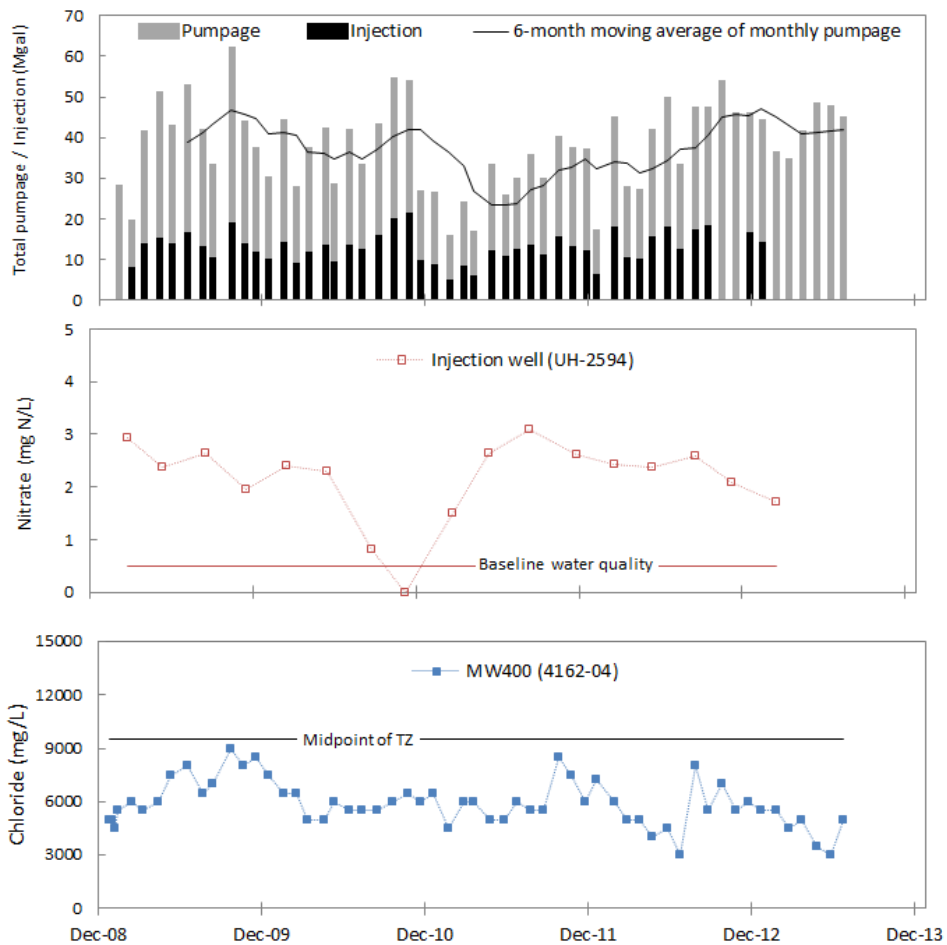 Pumpage Injection 6-month moving average of monthly pumpage
Total pumpage / Injection (Mgal)
70
60
50
40
30
20
10
0
Injection well (UH-2594)
Nitrate (mg N/L)
5
4
3
2
1
0
Baseline water quality
MW400 (4162-04)
Chloride (mg/L)
15000
12000
9000
6000
3000
0
Midpoint of TZ
Dec-08 Dec-09 Dec-10 Dec-11 Dec-12 Dec-13